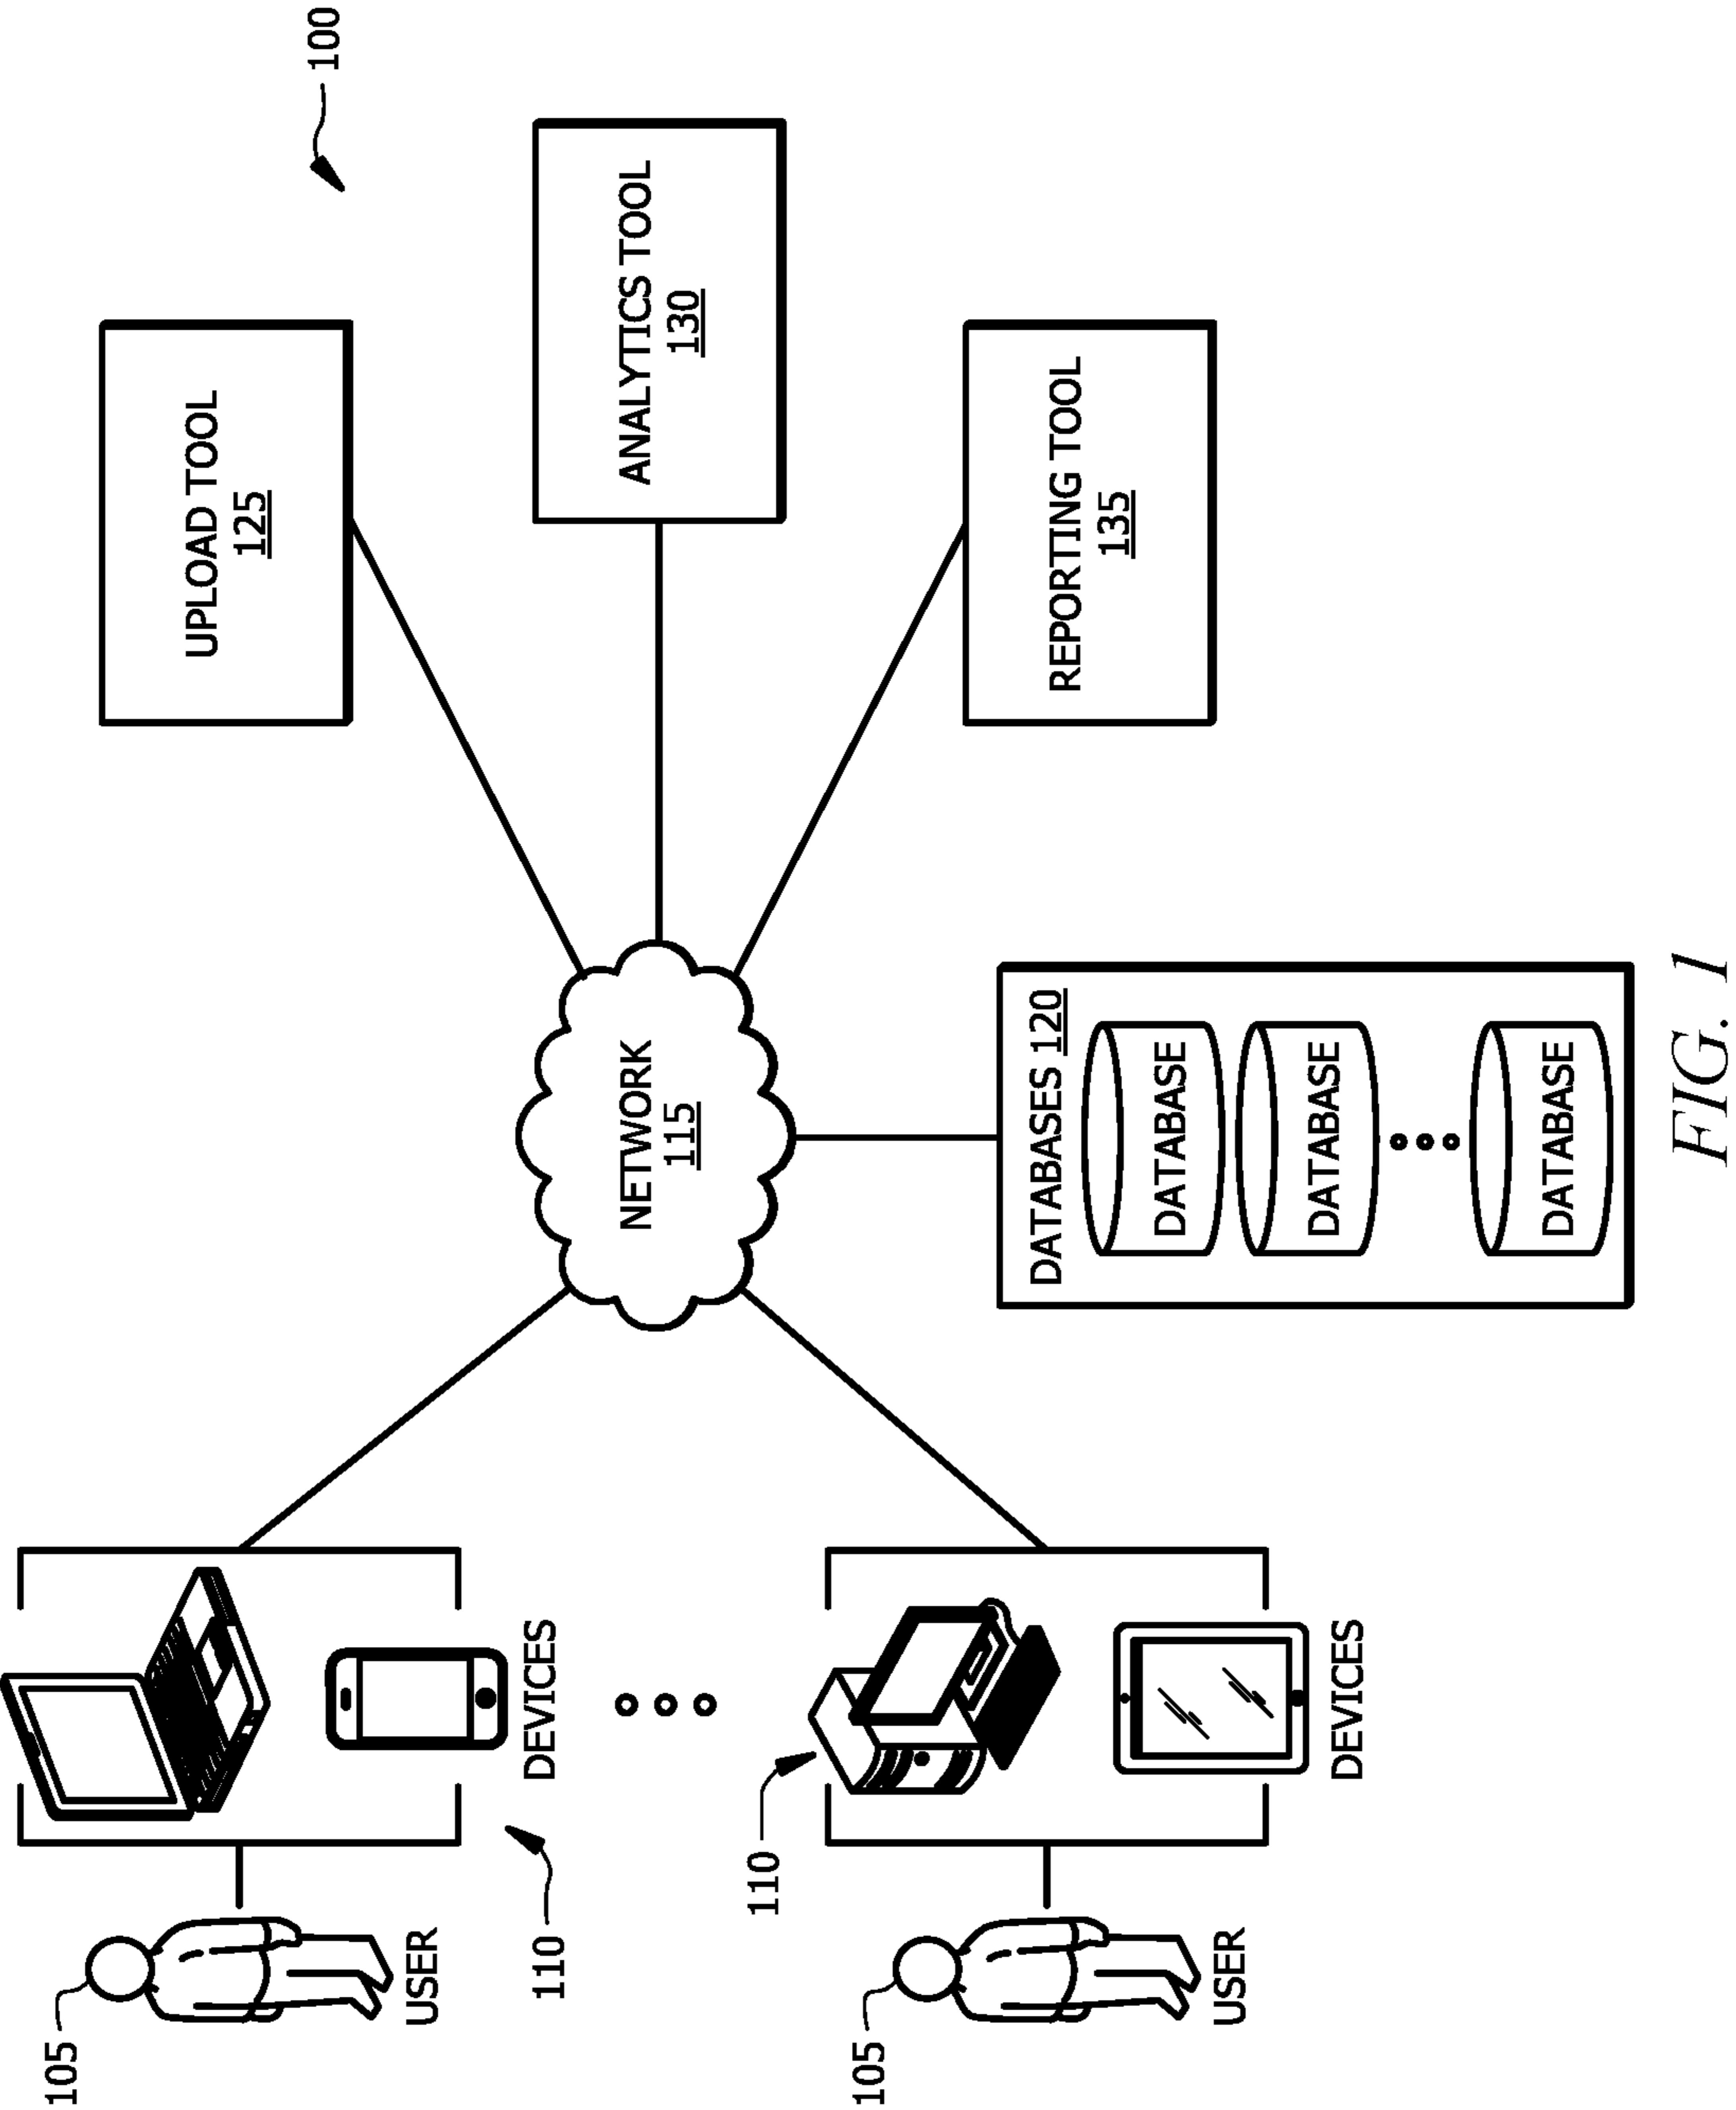 100
105
USER
110
DEVICES
NETWORK
115
UPLOAD TOOL
125
ANALYTICS TOOL
130
REPORTING TOOL
135
105
USER
110
DEVICES
DATABASES 120
DATABASE
DATABASE
DATABASE
FIG. 1